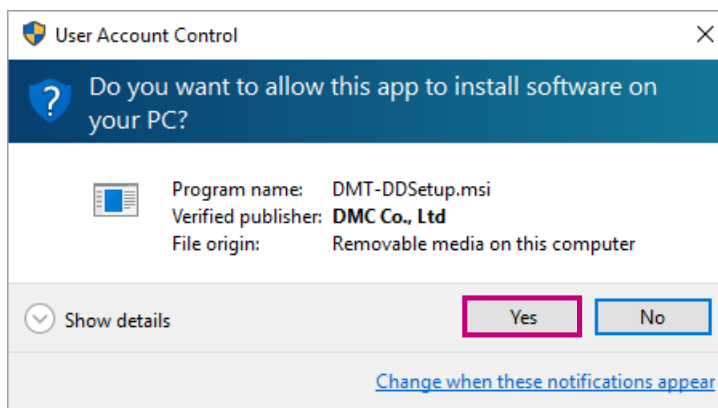 User Account Control
Do you want to allow this app to install software on
your PC?
Program name: DMT-DDSetup.msi
Verified publisher: DMC Co., Ltd
File origin: Removable media on this computer
Show details
Yes
No
Change when these notifications appear